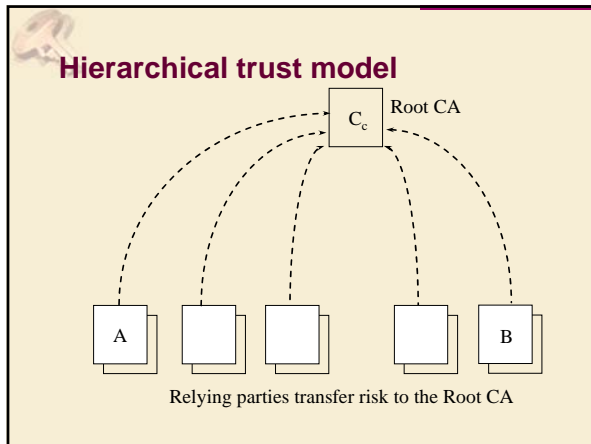 Hierarchical trust model
Root CA
Cc
A
B
Relying parties transfer risk to the Root CA